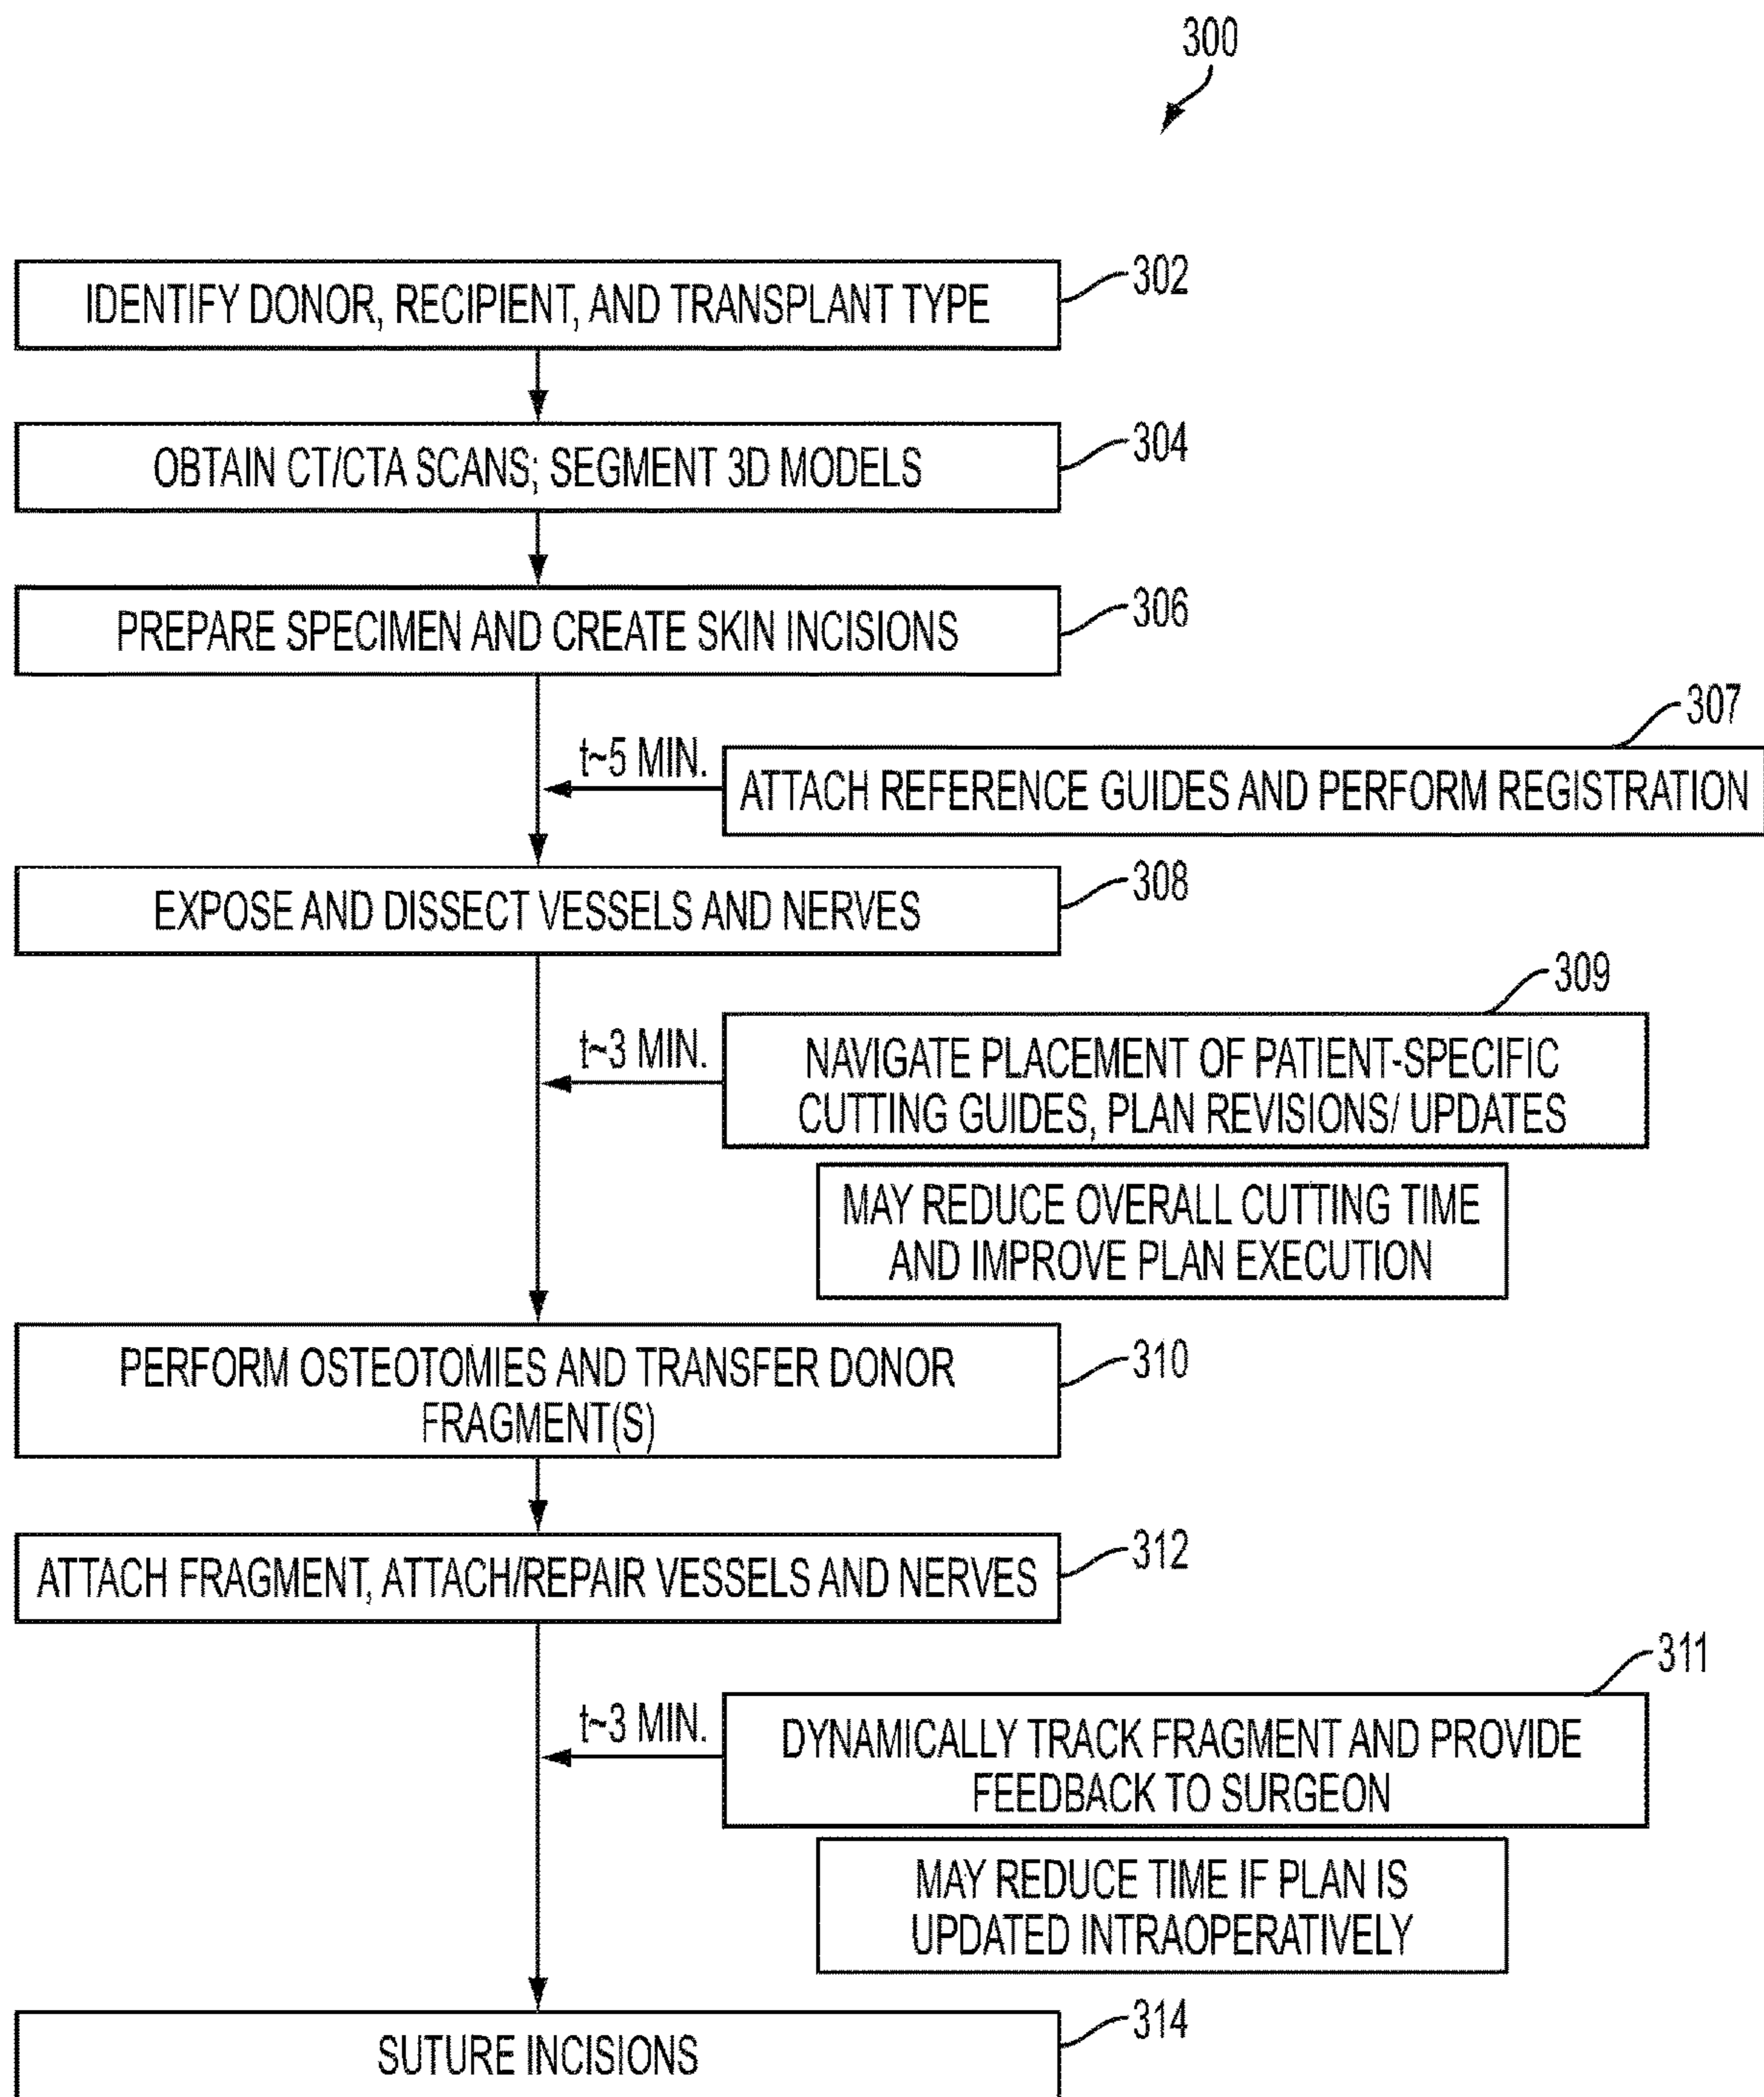 300
IDENTIFY DONOR, RECIPIENT, AND TRANSPLANT TYPE
302
OBTAIN CT/CTA SCANS; SEGMENT 3D MODELS
304
PREPARE SPECIMEN AND CREATE SKIN INCISIONS
306
307
t~5 MIN.
ATTACH REFERENCE GUIDES AND PERFORM REGISTRATION
EXPOSE AND DISSECT VESSELS AND NERVES
308
309
t~3 MIN.
NAVIGATE PLACEMENT OF PATIENT-SPECIFIC
CUTTING GUIDES, PLAN REVISIONS/ UPDATES
MAY REDUCE OVERALL CUTTING TIME
AND IMPROVE PLAN EXECUTION
PERFORM OSTEOTOMIES AND TRANSFER DONOR
FRAGMENT(S)
310
ATTACH FRAGMENT, ATTACH/REPAIR VESSELS AND NERVES
312
311
t~3 MIN.
DYNAMICALLY TRACK FRAGMENT AND PROVIDE
FEEDBACK TO SURGEON
MAY REDUCE TIME IF PLAN IS
UPDATED INTRAOPERATIVELY
SUTURE INCISIONS
314